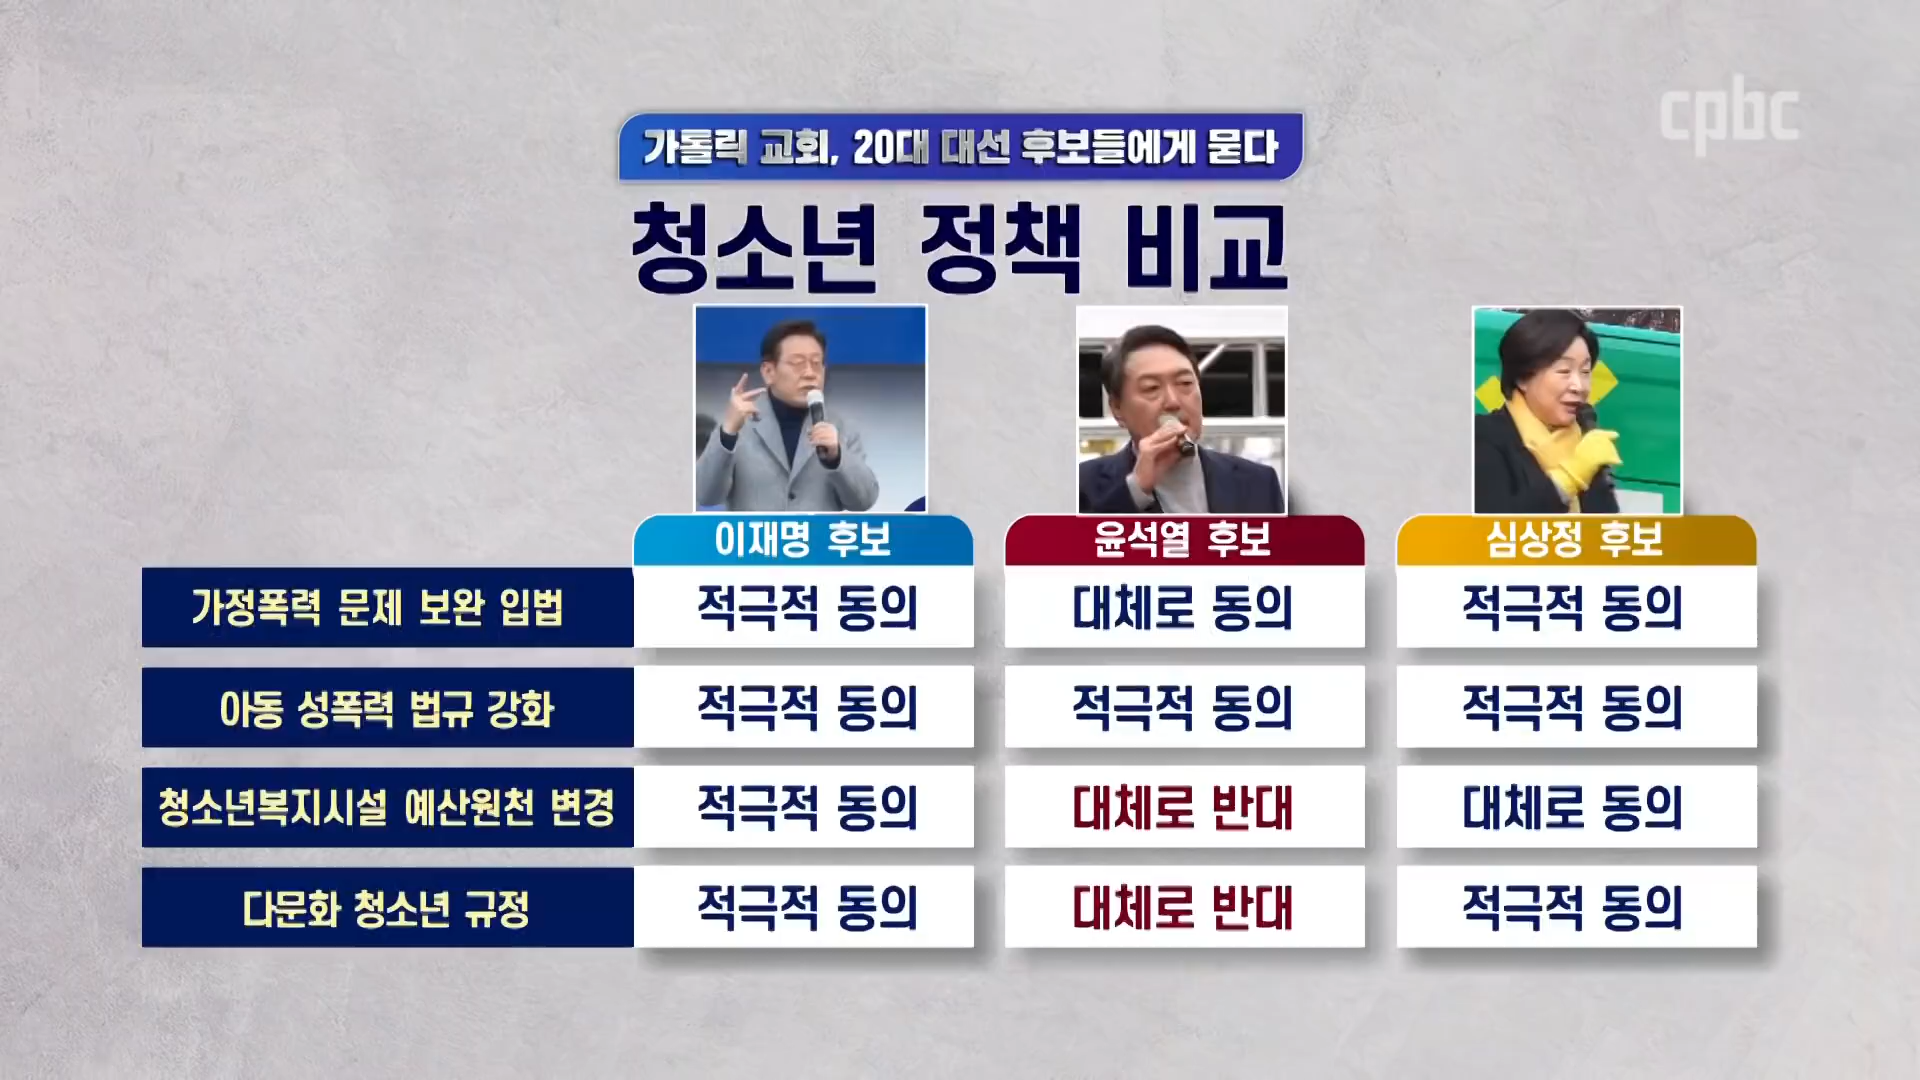 cpbc
가톨릭 교회, 20대 대선 후보들에게 묻다
청소년 정책 비교
이재명 후보 윤석열 후보 심상정 후보
가정폭력 문제 보완 입법 적극적 동의 대체로 동의 적극적 동의
아동 성폭력 법규 강화 적극적 동의 적극적 동의 적극적 동의
청소년복지시설 예산원천 변경 적극적 동의 대체로 반대 대체로 동의
다문화 청소년 규정 적극적 동의 대체로 반대 적극적 동의